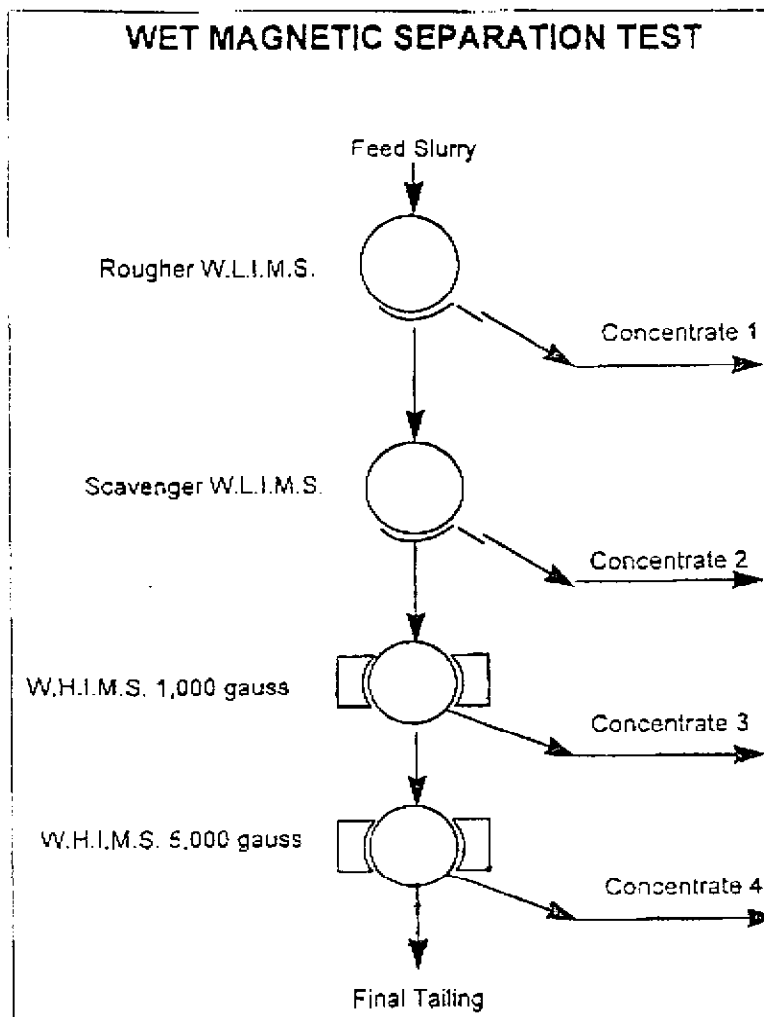 WET MAGNETIC SEPARATION TEST
Feed Slurry
Rougher W.L.I.M.S.
Concentrate 1
Scavenger W.L.I.M.S.
Concentrate 2
W.H.I.M.S. 1,000 gauss
Concentrate 3
W.H.I.M.S. 5,000 gauss
Concentrate 4
Final Tailing